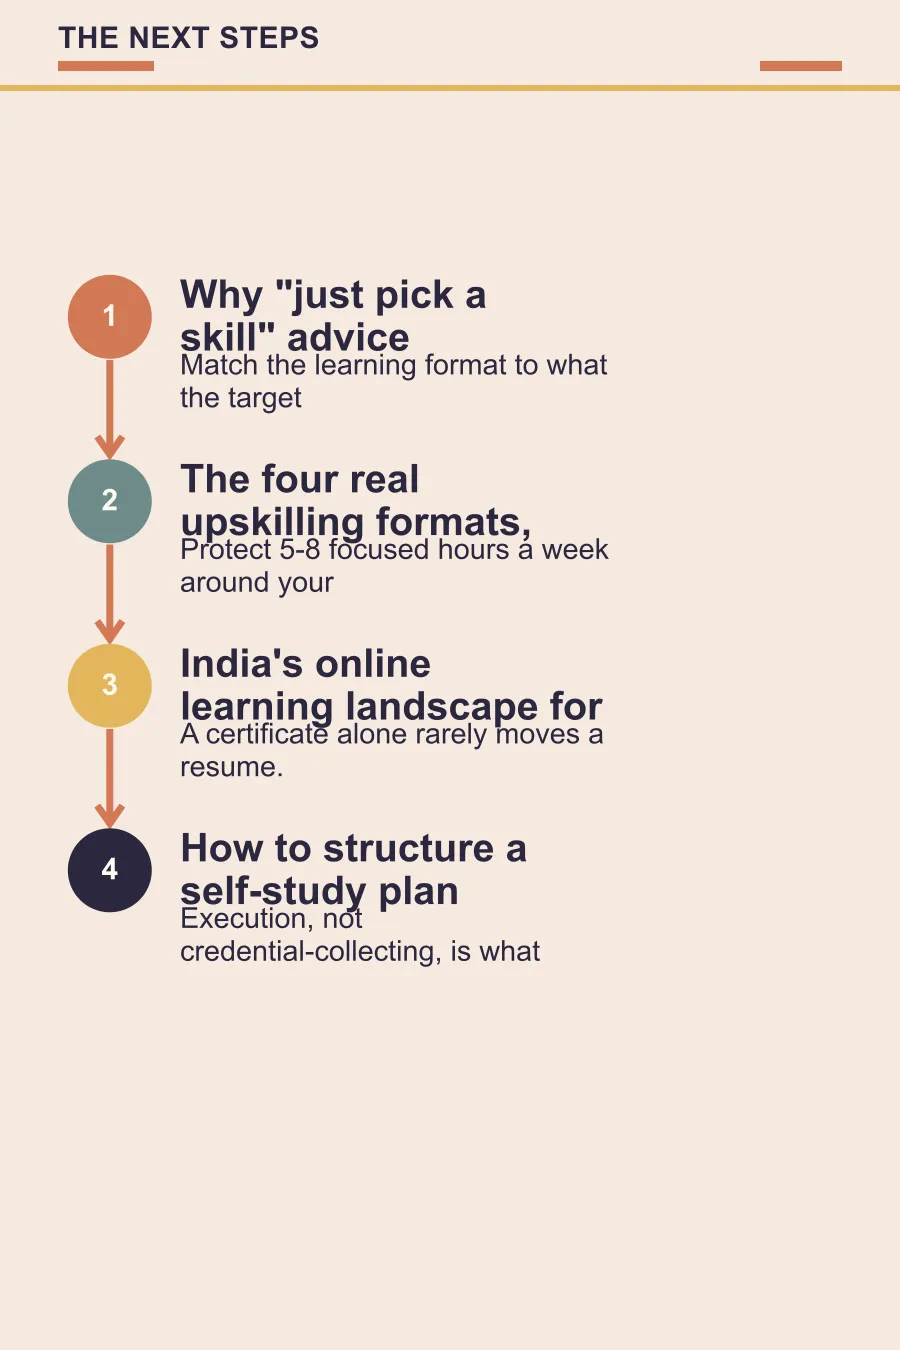 THE NEXT STEPS
1
Why "just pick a
skill" advice
Match the learning format to what
the target
2
The four real
upskilling formats,
Protect 5-8 focused hours a week
around your
3
India's online
learning landscape for
A certificate alone rarely moves a
resume.
4
How to structure a
self-study plan
Execution, not
credential-collecting, is what